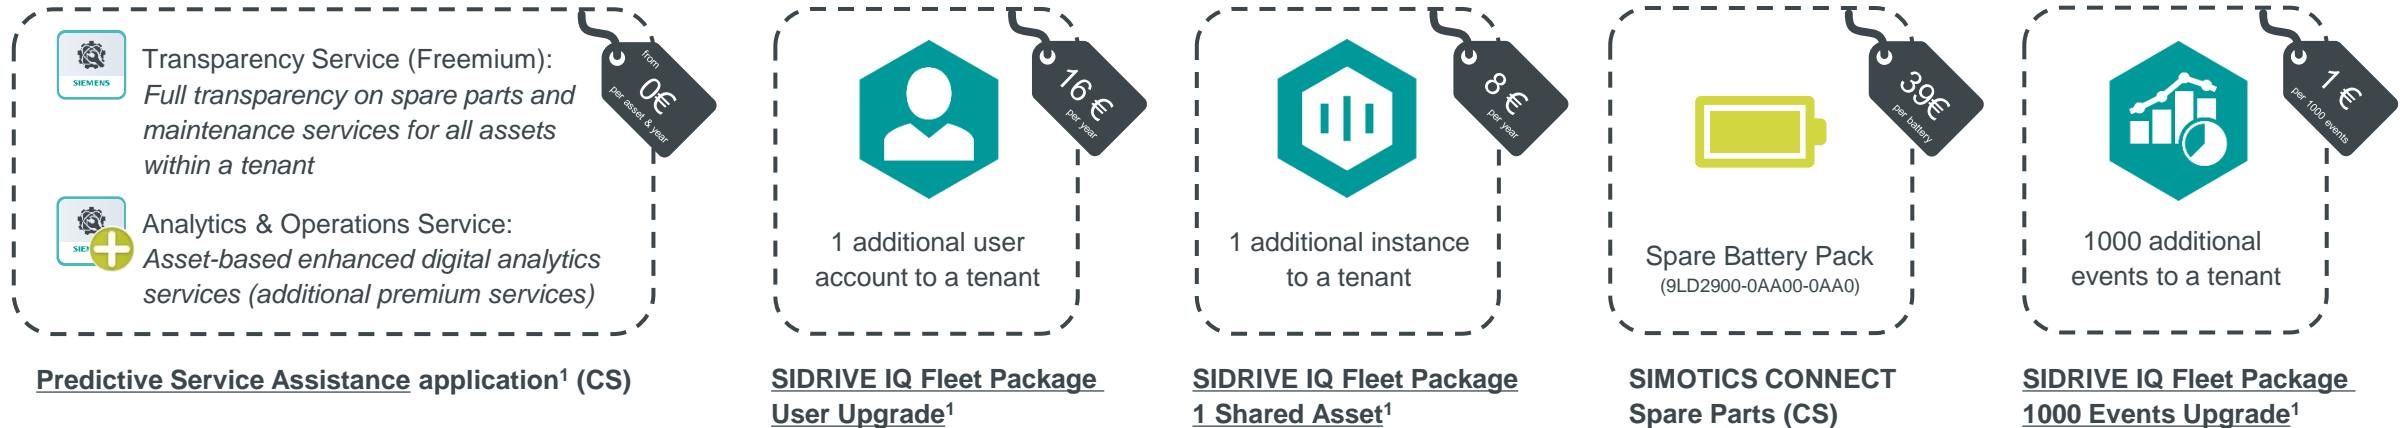 SIEMENS
Transparency Service (Freemium):
Full transparency on spare parts and
maintenance services for all assets
within a tenant
SIE
Analytics & Operations Service:
Asset-based enhanced digital analytics
services (additional premium services)
from
0€
per asset & year
Predictive Service Assistance application¹ (CS)
16 €
per year
1 additional user
account to a tenant
SIDRIVE IQ Fleet Package
User Upgrade¹
8 €
per year
1 additional instance
to a tenant
SIDRIVE IQ Fleet Package
1 Shared Asset¹
39€
per battery
Spare Battery Pack
(9LD2900-0AA00-0AA0)
SIMOTICS CONNECT
Spare Parts (CS)
1 €
per 1000 events
1000 additional
events to a tenant
SIDRIVE IQ Fleet Package
1000 Events Upgrade¹